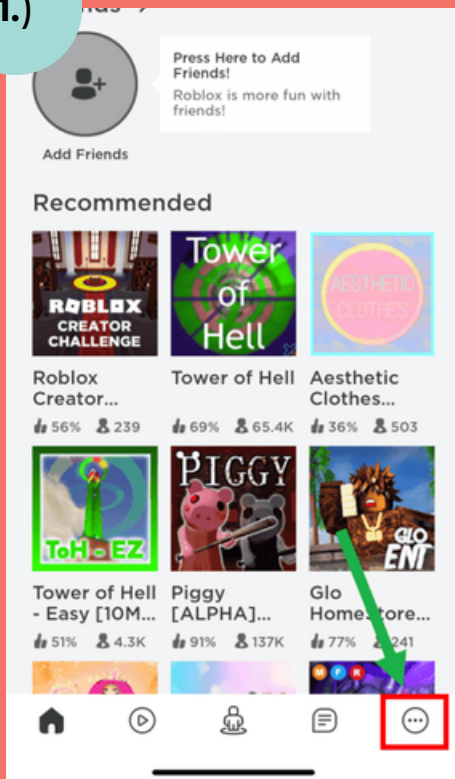 1.)
Press Here to Add
Friends!
Roblox is more fun with
friends!
Add Friends
Recommended
ROBLOX
CREATOR
CHALLENGE
Tower
of
Hell
AESTHETIC
CLOTHES
Roblox
Creator...
Tower of Hell
Aesthetic
Clothes...
56% 239
69% 65.4K
36% 503
ToH - EZ
PIGGY
GLO
ENT
Tower of Hell
- Easy [10M...
Piggy
[ALPHA]...
Glo
Homestore...
51% 4.3K
91% 137K
77% 241
M F R